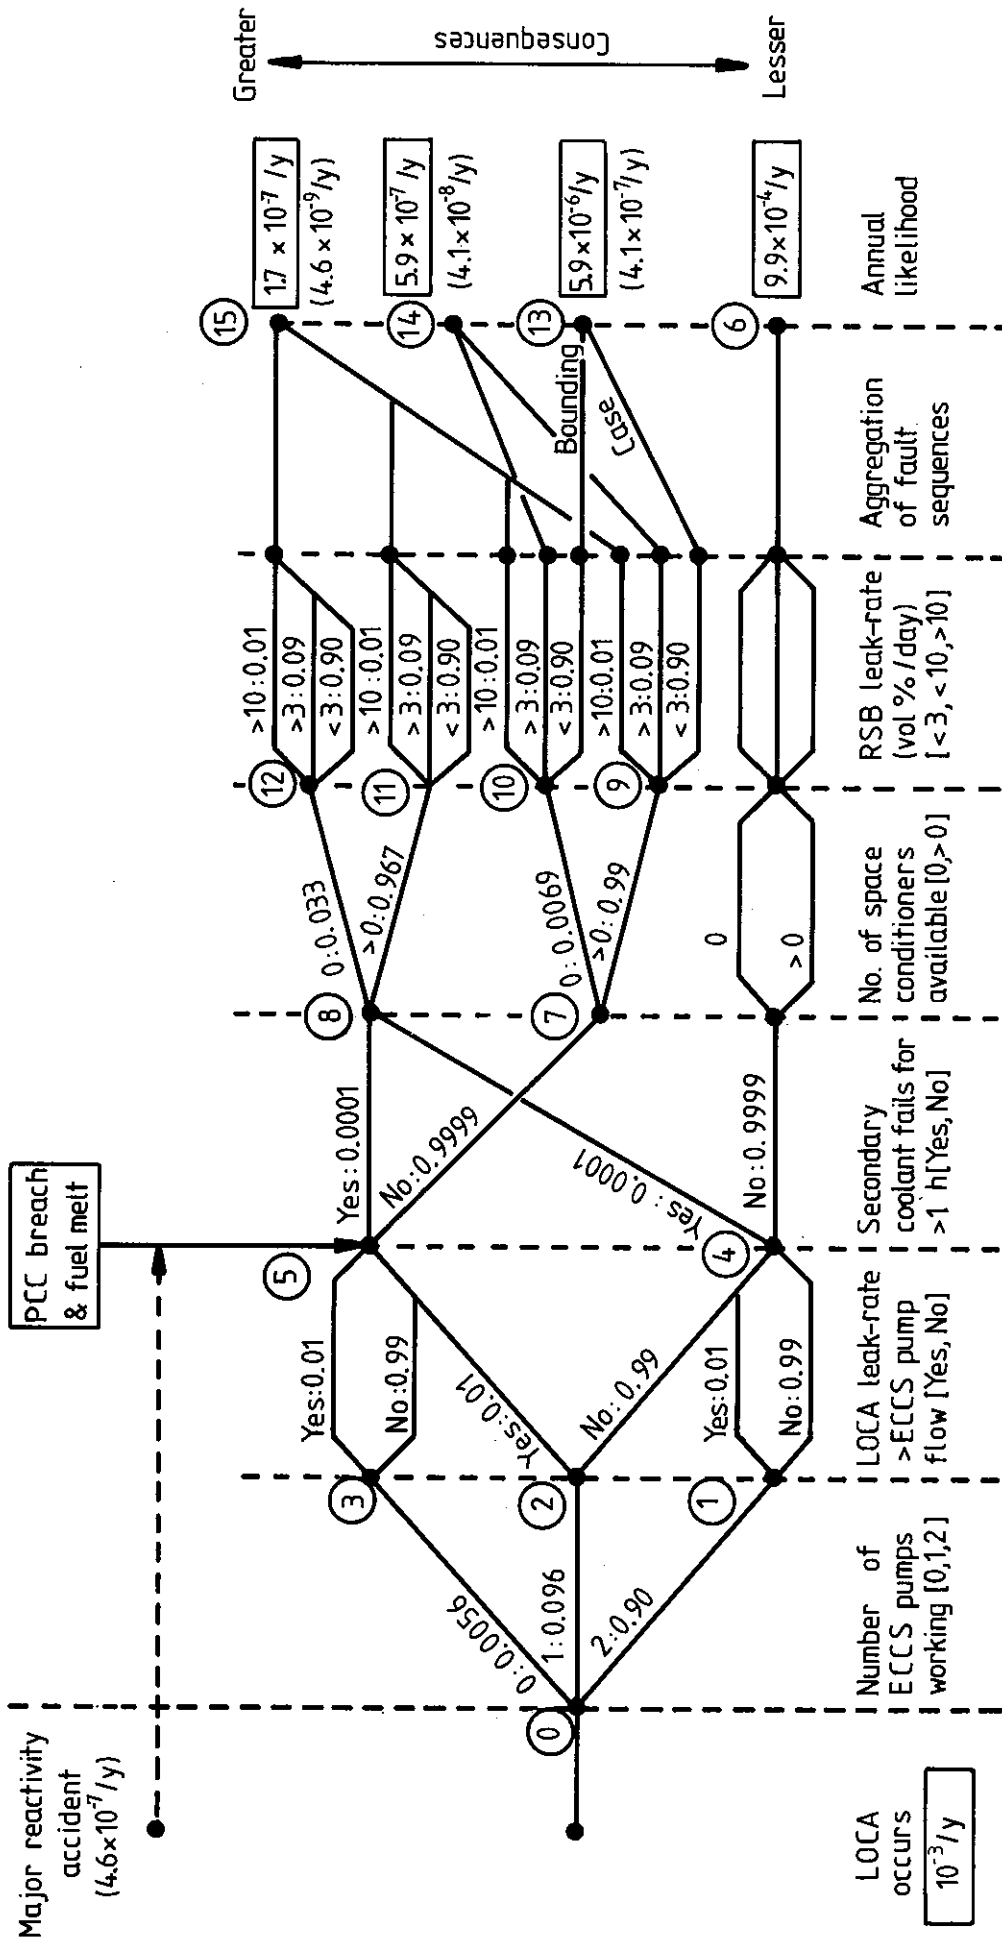 Major reactivity
accident
(4.6×10⁻⁷/y)
PCC breach
& fuel melt
LOCA
occurs
10⁻³/y
0
0:0.0056
1:0.096
2:0.90
3
2
1
Yes:0.01
No:0.99
Yes:0.01
No:0.99
Yes:0.01
No:0.99
5
4
Yes:0.0001
No:0.9999
Yes:0.0001
No:0.9999
8
7
0:0.033
>0:0.967
0:0.0069
>0:0.99
0
>0
12
11
10
9
>10:0.01
>3:0.09
<3:0.90
>10:0.01
>3:0.09
<3:0.90
>10:0.01
>3:0.09
<3:0.90
>10:0.01
>3:0.09
<3:0.90
Bounding
Case
15
14
13
6
1.7×10⁻⁷/y
(4.6×10⁻⁹/y)
5.9×10⁻⁷/y
(4.1×10⁻⁸/y)
5.9×10⁻⁶/y
(4.1×10⁻⁷/y)
9.9×10⁻⁴/y
Greater
Consequences
Lesser
Number of
ECCS pumps
working [0,1,2]
LOCA leak-rate
>ECCS pump
flow [Yes, No]
Secondary
coolant fails for
>1 h[Yes, No]
No. of space
conditioners
available [0,>0]
RSB leak-rate
(vol %/day)
[<3,<10,>10]
Aggregation
of fault
sequences
Annual
likelihood